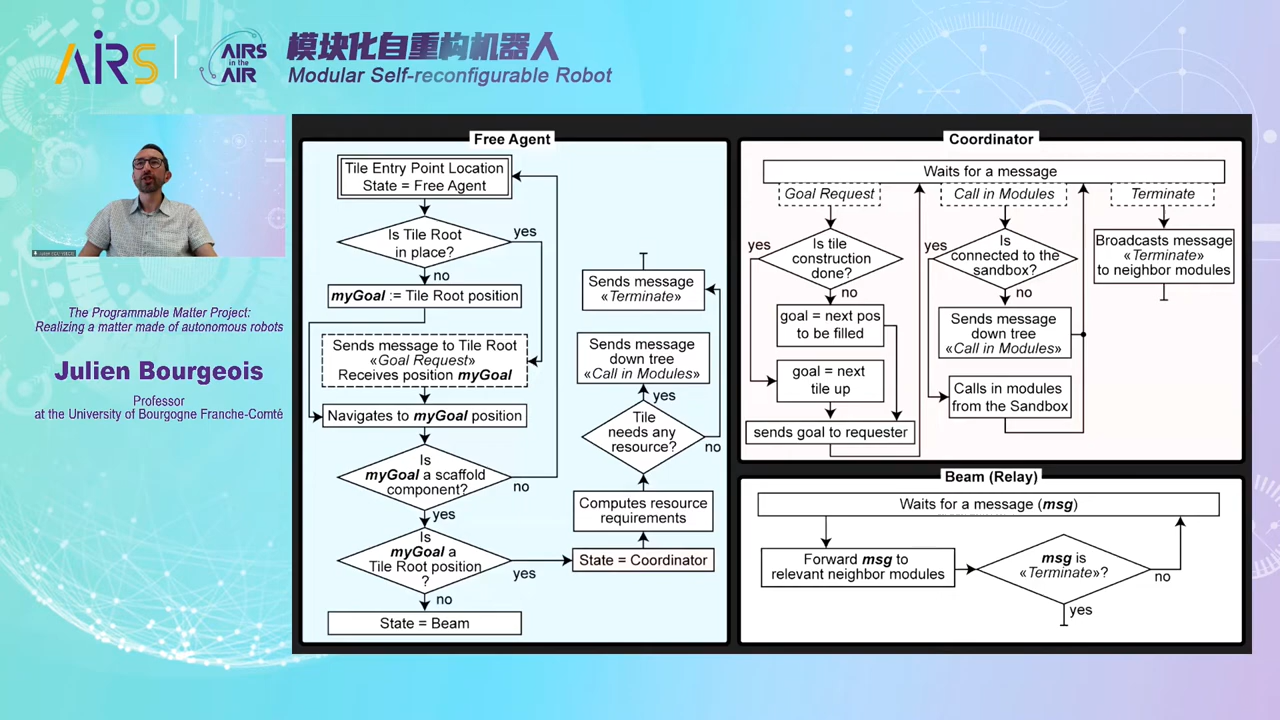 AIRS
AIRS
in the
AIR
模块化自重构机器人
Modular Self-reconfigurable Robot
The Programmable Matter Project:
Realizing a matter made of autonomous robots
Julien Bourgeois
Professor
at the University of Bourgogne Franche-Comté
Free Agent
Tile Entry Point Location
State = Free Agent
Is Tile Root
in place?
yes
no
myGoal := Tile Root position
Sends message to Tile Root
«Goal Request»
Receives position myGoal
Navigates to myGoal position
Is
myGoal a scaffold
component?
no
yes
Is
myGoal a
Tile Root position
?
yes
no
State = Beam
Sends message
«Terminate»
Sends message
down tree
«Call in Modules»
yes
Tile
needs any
resource?
no
Computes resource
requirements
State = Coordinator
Coordinator
Waits for a message
Goal Request
Call in Modules
Terminate
yes
Is tile
construction
done?
no
goal = next pos
to be filled
goal = next
tile up
sends goal to requester
yes
Is
connected to the
sandbox?
no
Sends message
down tree
«Call in Modules»
Calls in modules
from the Sandbox
Broadcasts message
«Terminate»
to neighbor modules
Beam (Relay)
Waits for a message (msg)
Forward msg to
relevant neighbor modules
msg is
«Terminate»?
no
yes